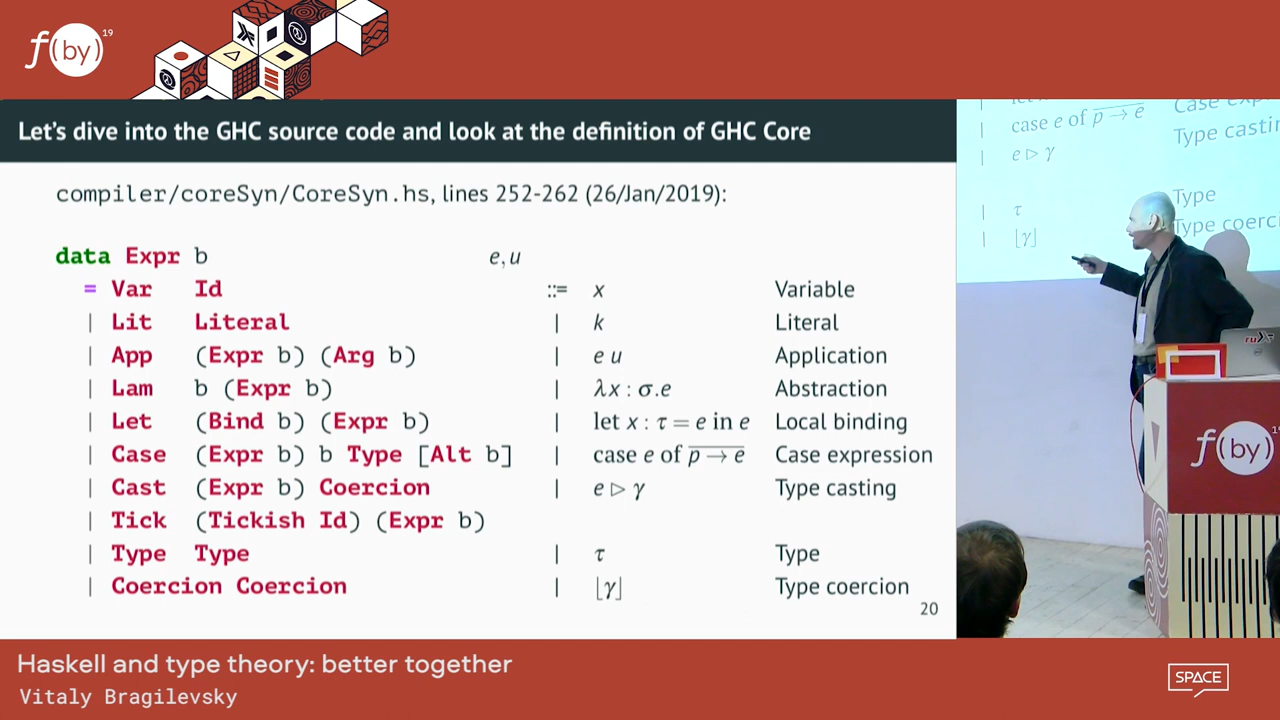 f(by)19
Let's dive into the GHC source code and look at the definition of GHC Core
compiler/coreSyn/CoreSyn.hs, lines 252-262 (26/Jan/2019):
data Expr b e, u
= Var Id ::= x Variable
| Lit Literal | k Literal
| App (Expr b) (Arg b) | e u Application
| Lam b (Expr b) | λx : σ.e Abstraction
| Let (Bind b) (Expr b) | let x : τ = e in e Local binding
| Case (Expr b) b Type [Alt b] | case e of p → e Case expression
| Cast (Expr b) Coercion | e ▷ γ Type casting
| Tick (Tickish Id) (Expr b)
| Type Type | τ Type
| Coercion Coercion | ⌊γ⌋ Type coercion
20
| case e of p → e Case exp
| e ▷ γ Type casti
| τ Type
| ⌊γ⌋ Type coerci
f(by)19
Haskell and type theory: better together
Vitaly Bragilevsky
SPACE